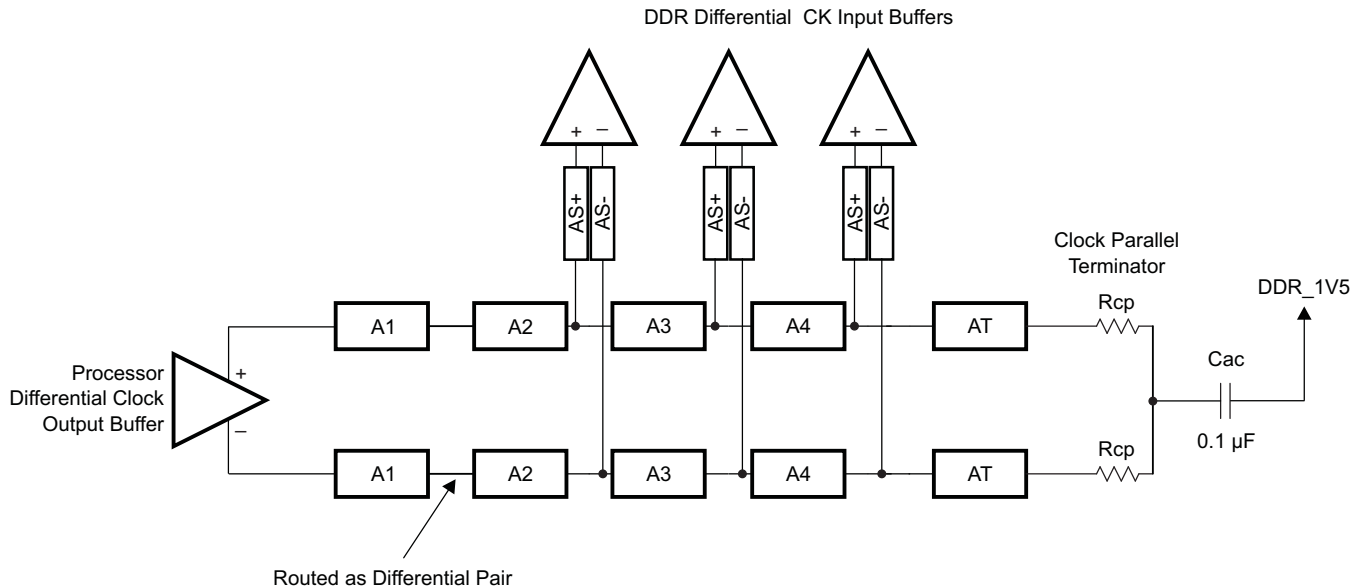 DDR Differential CK Input Buffers
+ –
+ –
+ –
AS+
AS-
AS+
AS-
AS+
AS-
Clock Parallel
Terminator
DDR_1V5
A1
A2
A3
A4
AT
Rcp
Processor
Differential Clock
Output Buffer
+
–
Cac
0.1 µF
A1
A2
A3
A4
AT
Rcp
Routed as Differential Pair